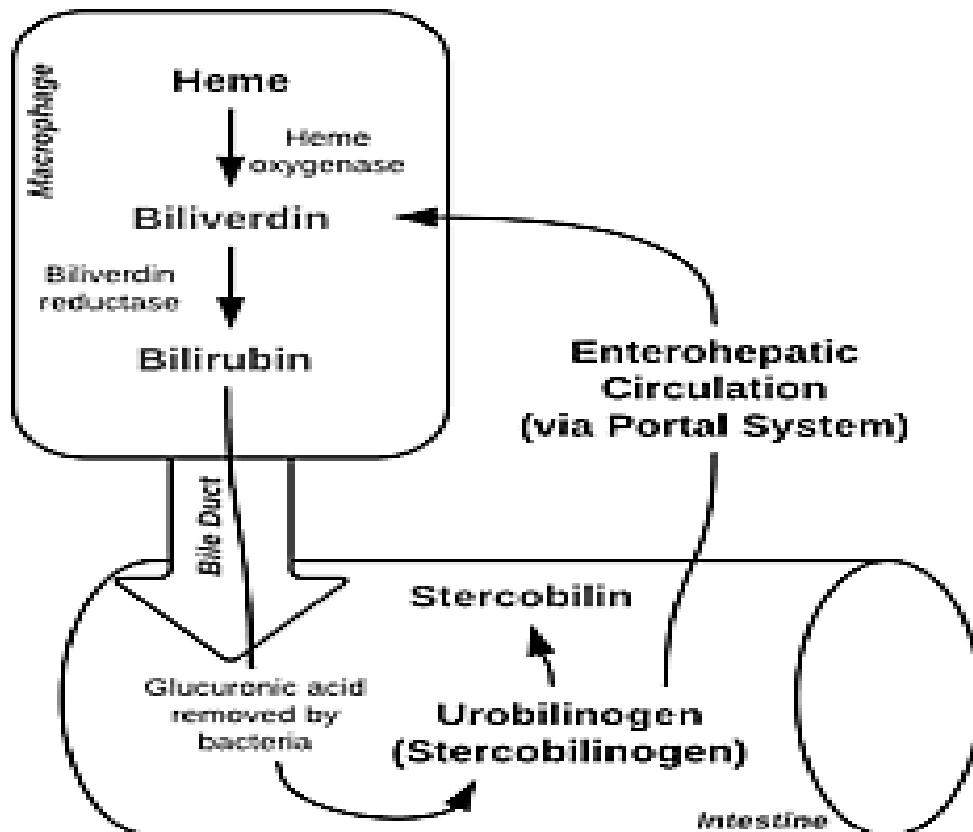 Macrophage
Heme
Heme
oxygenase
Biliverdin
Biliverdin
reductase
Bilirubin
Enterohepatic
Circulation
(via Portal System)
Bile Duct
Stercobilin
Glucuronic acid
removed by
bacteria
Urobilinogen
(Stercobilinogen)
Intestine